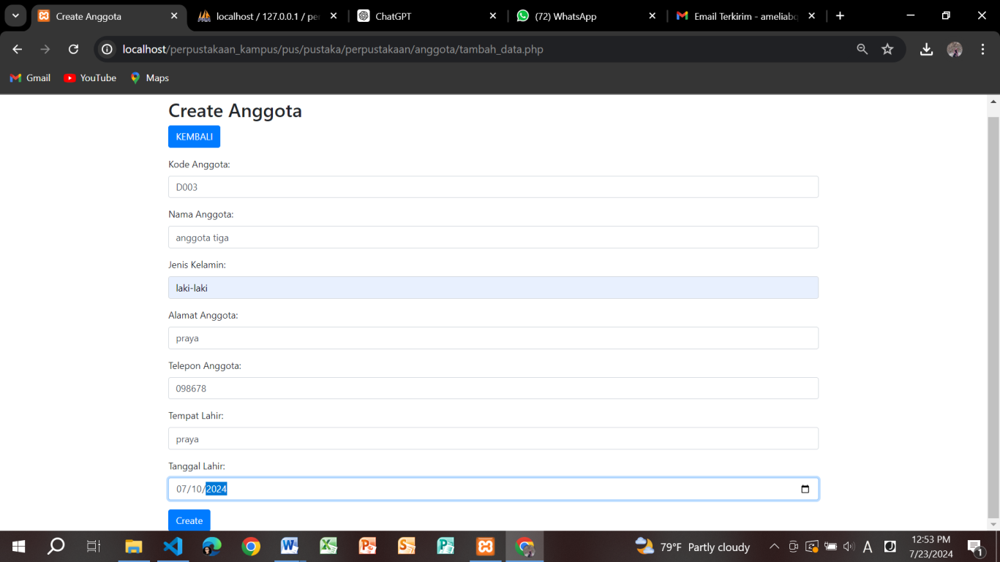 Create Anggota
localhost / 127.0.0.1 / pe
ChatGPT
(72) WhatsApp
Email Terkirim - ameliabo
localhost/perpustakaan_kampus/pus/pustaka/perpustakaan/anggota/tambah_data.php
Gmail YouTube Maps
Create Anggota
KEMBALI
Kode Anggota:
D003
Nama Anggota:
anggota tiga
Jenis Kelamin:
laki-laki
Alamat Anggota:
praya
Telepon Anggota:
098678
Tempat Lahir:
praya
Tanggal Lahir:
07/10/2024
Create
79°F Partly cloudy
A
12:53 PM
7/23/2024
1